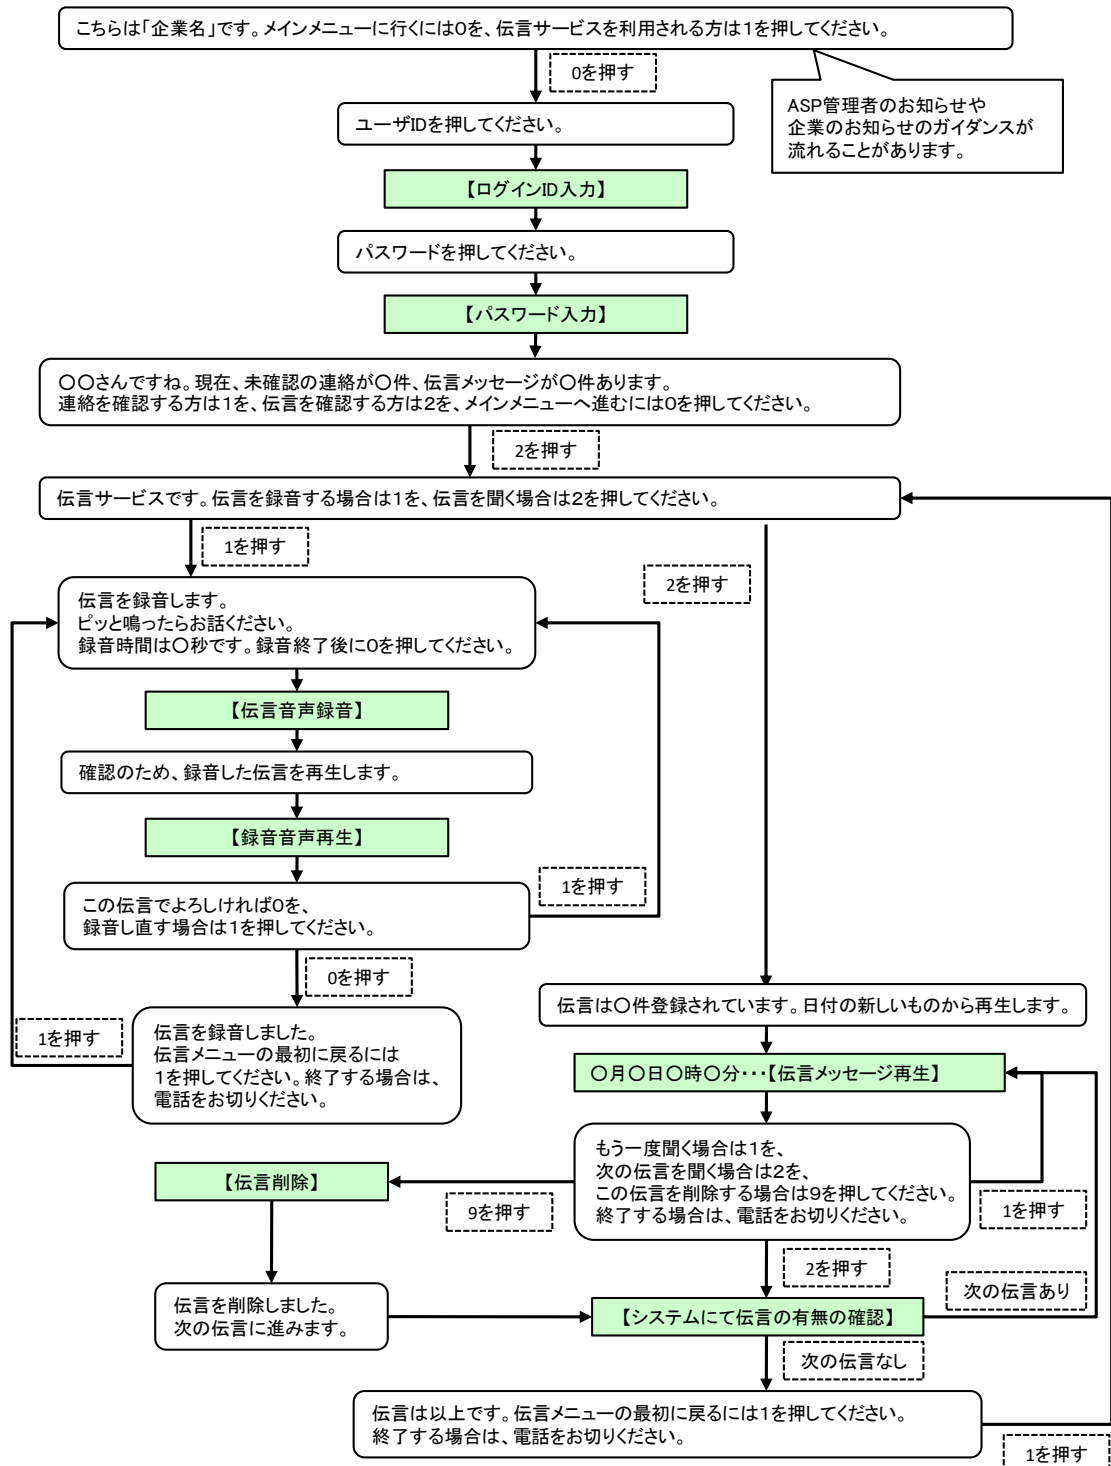 こちらは「企業名」です。メインメニューに行くには0を、伝言サービスを利用される方は1を押してください。
0を押す
ASP管理者のお知らせや
企業のお知らせのガイダンスが
流れることがあります。
ユーザIDを押してください。
【ログインID入力】
パスワードを押してください。
【パスワード入力】
〇〇さんですね。現在、未確認の連絡が〇件、伝言メッセージが〇件あります。
連絡を確認する方は1を、伝言を確認する方は2を、メインメニューへ進むには0を押してください。
2を押す
伝言サービスです。伝言を録音する場合は1を、伝言を聞く場合は2を押してください。
1を押す
2を押す
伝言を録音します。
ピッと鳴ったらお話ください。
録音時間は〇秒です。録音終了後に0を押してください。
【伝言音声録音】
確認のため、録音した伝言を再生します。
【録音音声再生】
1を押す
この伝言でよろしければ0を、
録音し直す場合は1を押してください。
0を押す
1を押す
伝言を録音しました。
伝言メニューの最初に戻るには
1を押してください。終了する場合は、
電話をお切りください。
伝言は〇件登録されています。日付の新しいものから再生します。
〇月〇日〇時〇分・・・【伝言メッセージ再生】
もう一度聞く場合は1を、
次の伝言を聞く場合は2を、
この伝言を削除する場合は9を押してください。
終了する場合は、電話をお切りください。
【伝言削除】
9を押す
1を押す
2を押す
次の伝言あり
伝言を削除しました。
次の伝言に進みます。
【システムにて伝言の有無の確認】
次の伝言なし
伝言は以上です。伝言メニューの最初に戻るには1を押してください。
終了する場合は、電話をお切りください。
1を押す